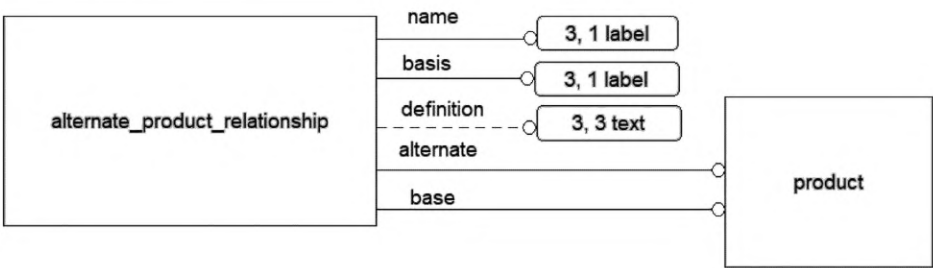 name
3, 1 label
basis
3, 1 label
alternate_product_relationship
definition
3, 3 text
alternate
product
base